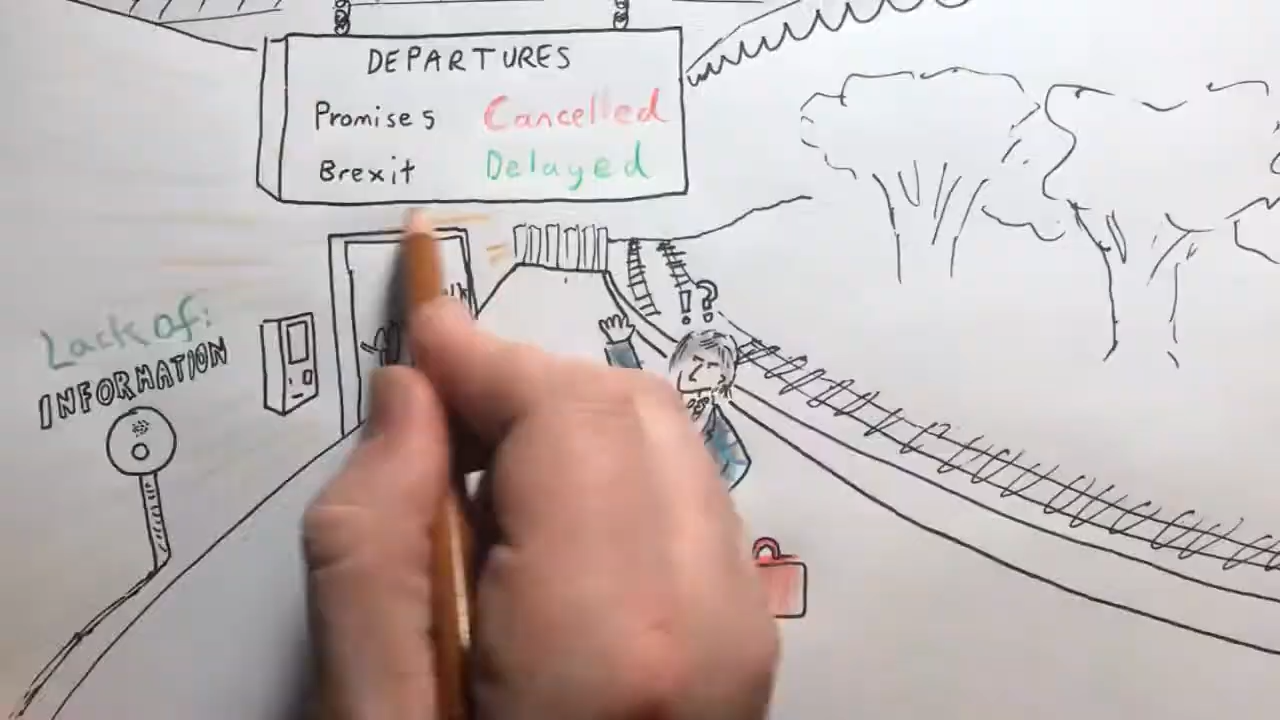 DEPARTURES
Promises Cancelled
Brexit Delayed
! ?
Lack of:
INFORMATION